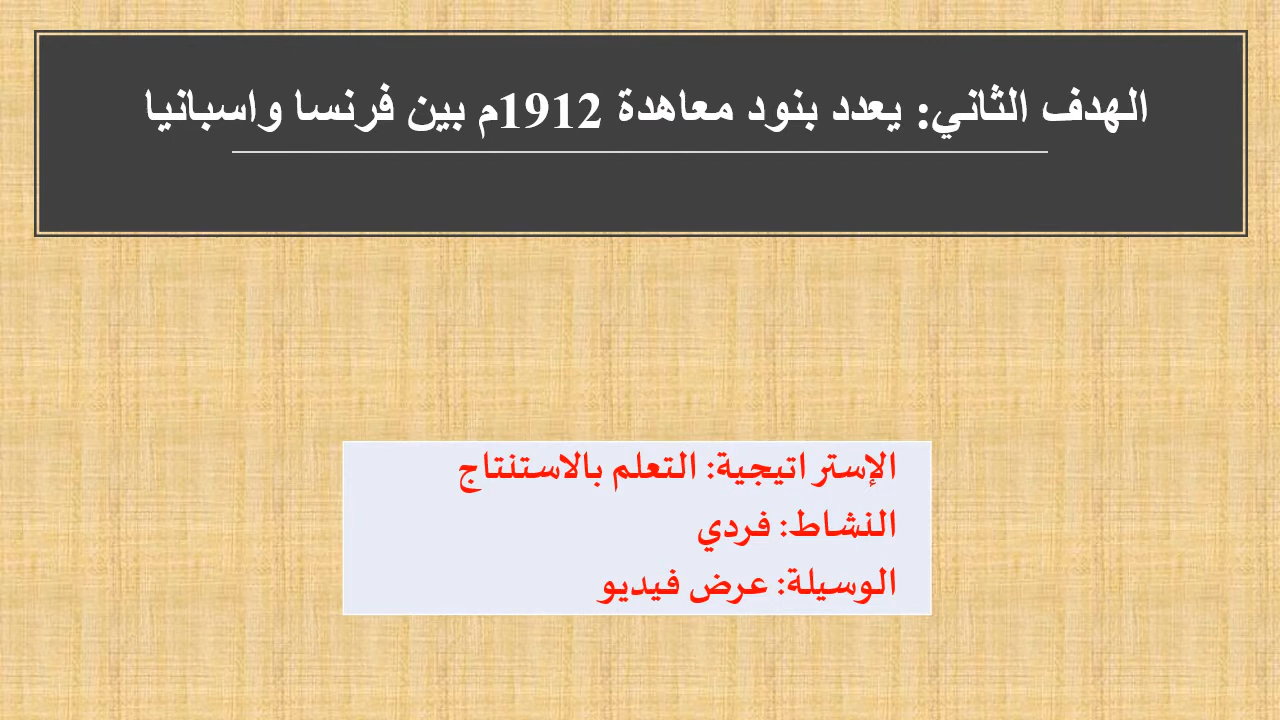 الهدف الثاني: يعدد بنود معاهدة 1912م بين فرنسا واسبانيا
الإستراتيجية: التعلم بالاستنتاج
النشاط: فردي
الوسيلة: عرض فيديو